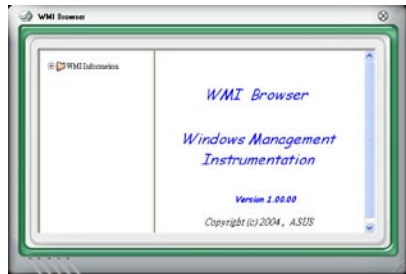 WMI Browser
WMI Information
WMI Browser
Windows Management
Instrumentation
Version 1.00.00
Copyright (c) 2004, ASUS